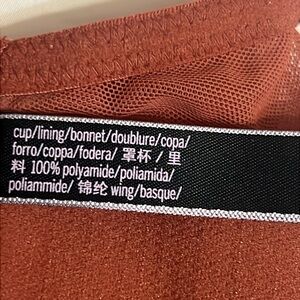 cup/lining/bonnet/doublure/copa/
forro/coppa/fodera/ 罩杯 / 里
料 100% polyamide/poliamida/
poliammide/ 锦纶 wing/basque/